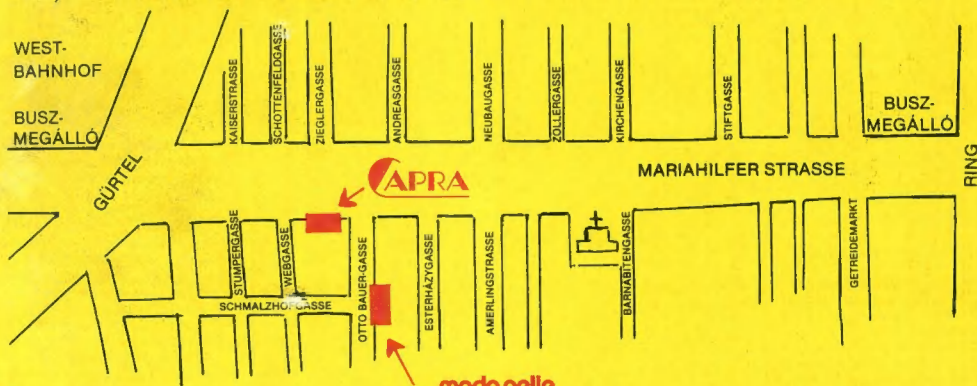 WEST-
BAHNHOF
BUSZ-
MEGÁLLÓ
GÜRTEL
KAISERSTRASSE
SCHOTTENFELDGASSE
ZIEGLERGASSE
ANDREASGASSE
NEUBAUGASSE
ZOLLERGASSE
KIRCHENGASSE
STIFTGASSE
BUSZ-
MEGÁLLÓ
RING
MARIAHILFER STRASSE
CAPRA
STUMPERGASSE
WEBGASSE
SCHMALZHOFGASSE
OTTO BAUER-GASSE
ESTERHÁZYGASSE
AMERLINGSTRASSE
BARNABITENGASSE
GETREIDEMARKT